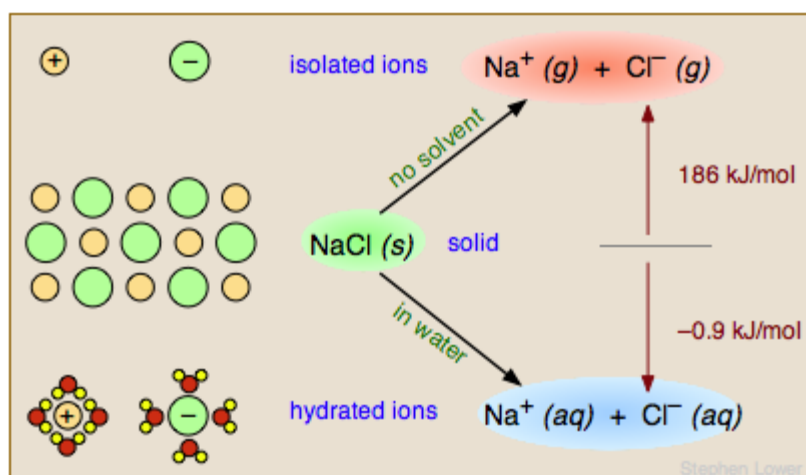 +
−
isolated ions
Na⁺ (g) + Cl⁻ (g)
no solvent
186 kJ/mol
NaCl (s)
solid
in water
–0.9 kJ/mol
+
−
hydrated ions
Na⁺ (aq) + Cl⁻ (aq)
Stephen Lower